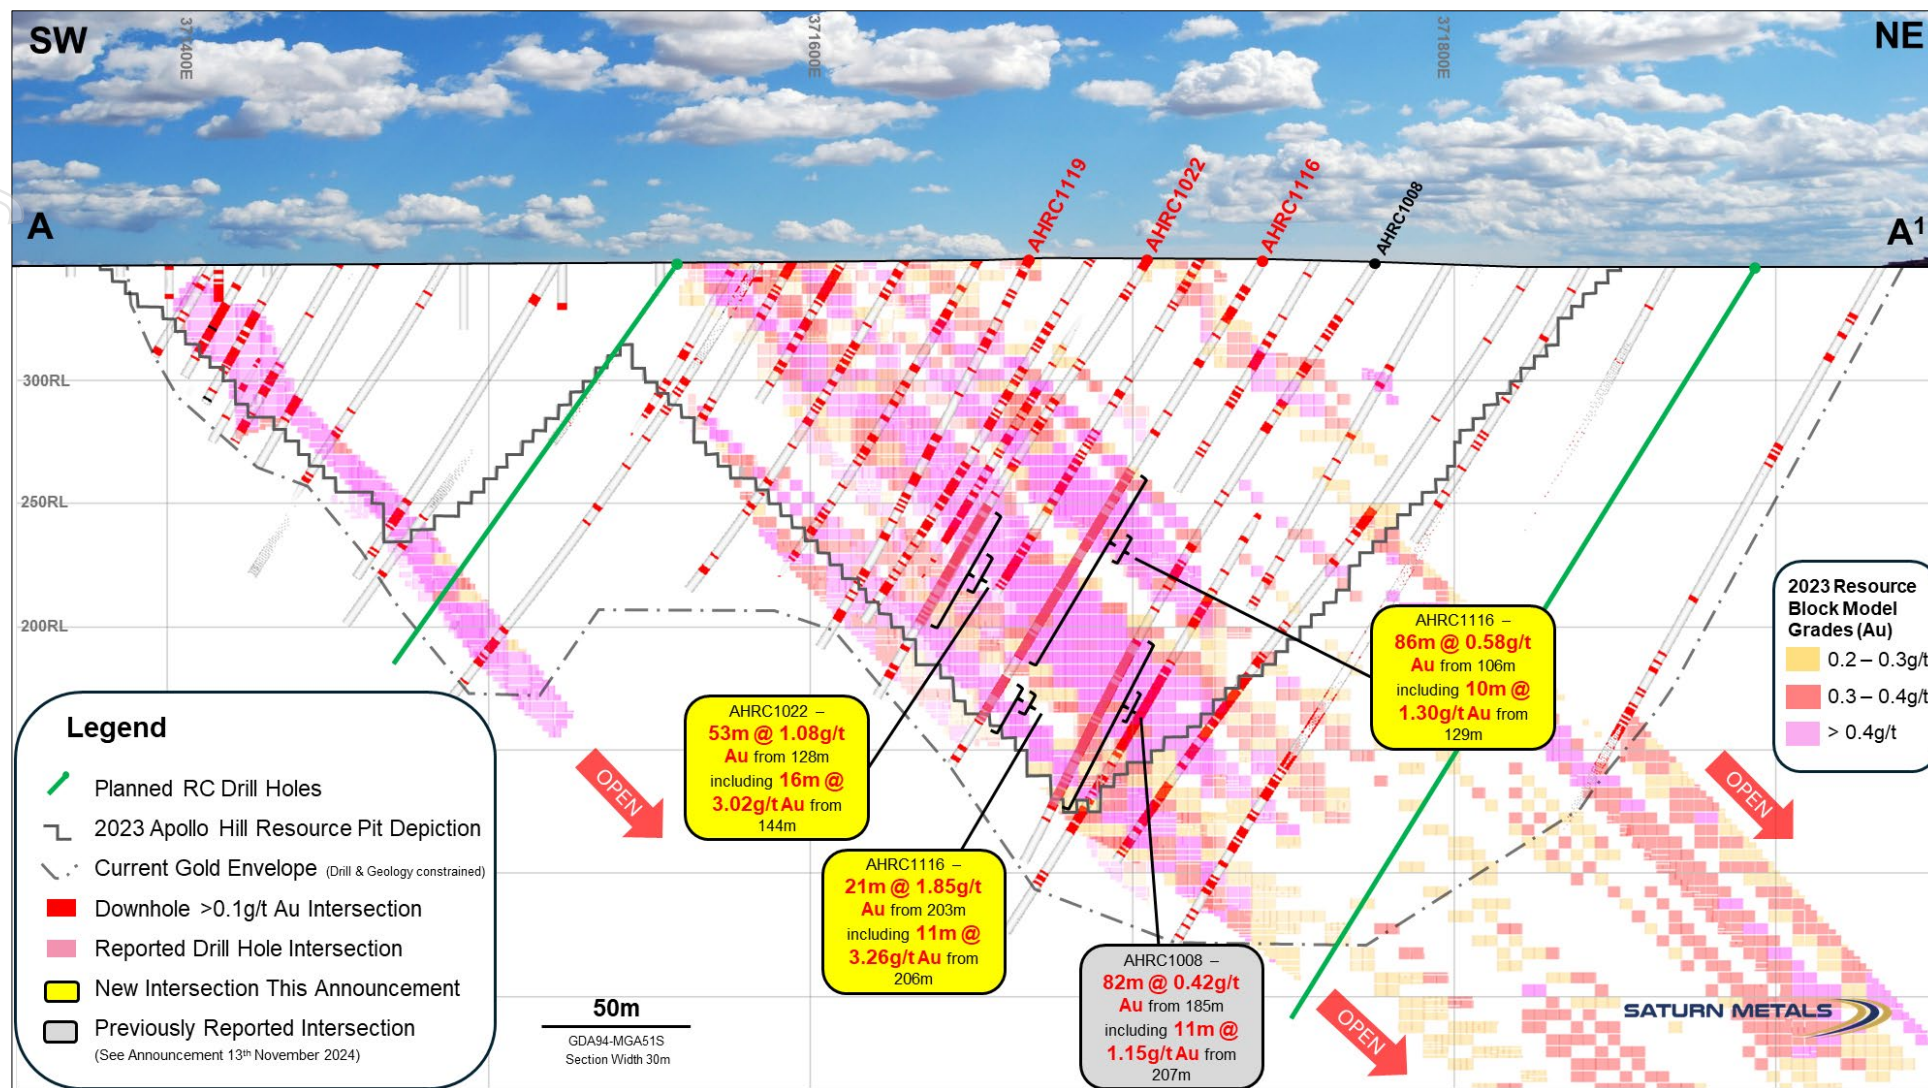 SW
NE
371400E
371600E
371800E
AHRC1119
AHRC1022
AHRC1116
AHRC1008
A
A1
300RL
250RL
200RL
AHRC1116 –
86m @ 0.58g/t
Au from 106m
including 10m @
1.30g/t Au from
129m
2023 Resource
Block Model
Grades (Au)
0.2 – 0.3g/t
0.3 – 0.4g/t
> 0.4g/t
AHRC1022 –
53m @ 1.08g/t
Au from 128m
including 16m @
3.02g/t Au from
144m
AHRC1116 –
21m @ 1.85g/t
Au from 203m
including 11m @
3.26g/t Au from
206m
AHRC1008 –
82m @ 0.42g/t
Au from 185m
including 11m @
1.15g/t Au from
207m
OPEN
OPEN
OPEN
Legend
Planned RC Drill Holes
2023 Apollo Hill Resource Pit Depiction
Current Gold Envelope (Drill & Geology constrained)
Downhole >0.1g/t Au Intersection
Reported Drill Hole Intersection
New Intersection This Announcement
Previously Reported Intersection
(See Announcement 13th November 2024)
50m
GDA94-MGA51S
Section Width 30m
SATURN METALS